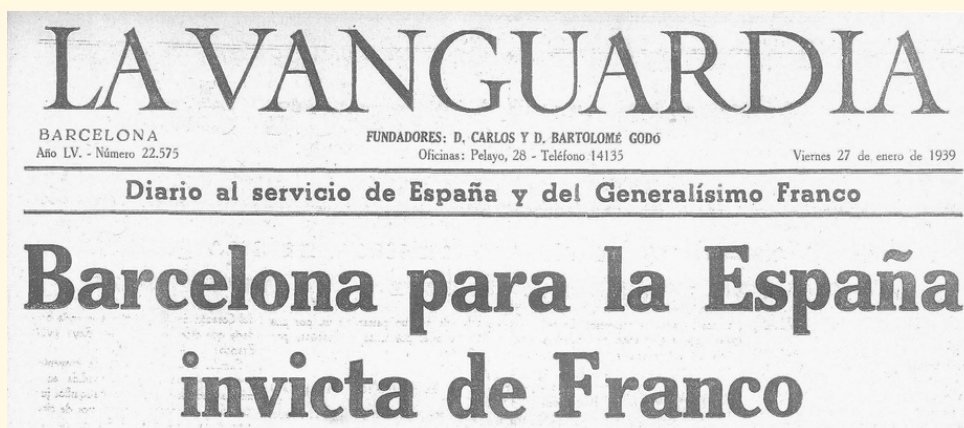 LA VANGUARDIA
BARCELONA
FUNDADORES: D. CARLOS Y D. BARTOLOMÉ GODÓ
Año LV. - Número 22.575
Oficinas: Pelayo, 28 - Teléfono 14135
Viernes 27 de enero de 1939
Diario al servicio de España y del Generalísimo Franco
Barcelona para la España
invicta de Franco